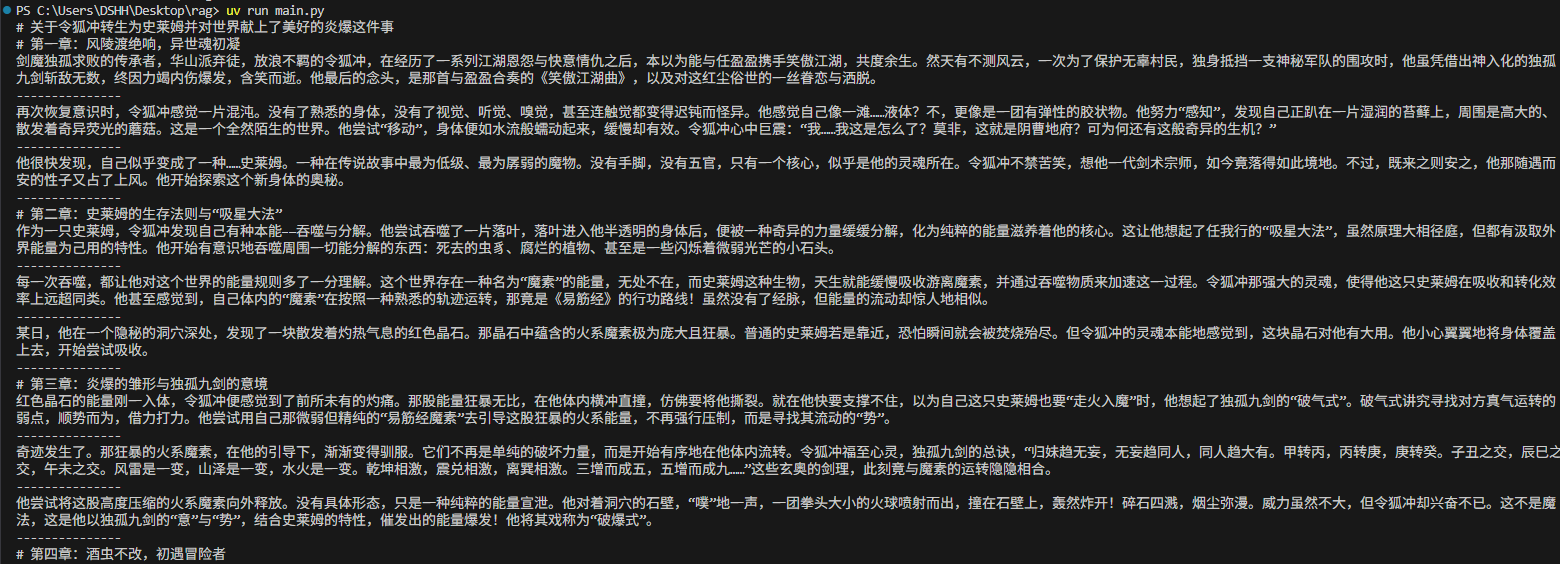 PS C:\Users\DSHH\Desktop\rag> uv run main.py
# 关于令狐冲转生为史莱姆并对世界献上了美好的炎爆这件事
# 第一章：风陵渡绝响，异世魂初凝
剑魔独孤求败的传承者，华山派弃徒，放浪不羁的令狐冲，在经历了一系列江湖恩怨与快意情仇之后，本以为能与任盈盈携手笑傲江湖，共度余生。然天有不测风云，一次为了保护无辜村民，独身抵挡一支神秘军队的围攻时，他虽凭借出神入化的独孤
九剑斩敌无数，终因力竭内伤爆发，含笑而逝。他最后的念头，是那首与盈盈合奏的《笑傲江湖曲》，以及对这红尘俗世的一丝眷恋与洒脱。
---------------
再次恢复意识时，令狐冲感觉一片混沌。没有了熟悉的身体，没有了视觉、听觉、嗅觉，甚至连触觉都变得迟钝而怪异。他感觉自己像一滩……液体？不，更像是一团有弹性的胶状物。他努力“感知”，发现自己正趴在一片湿润的苔藓上，周围是高大的、
散发着奇异荧光的蘑菇。这是一个全然陌生的世界。他尝试“移动”，身体便如水流般蠕动起来，缓慢却有效。令狐冲心中巨震：“我……我这是怎么了？莫非，这就是阴曹地府？可为何还有这般奇异的生机？”
---------------
他很快发现，自己似乎变成了一种……史莱姆。一种在传说故事中最为低级、最为孱弱的魔物。没有手脚，没有五官，只有一个核心，似乎是他的灵魂所在。令狐冲不禁苦笑，想他一代剑术宗师，如今竟落得如此境地。不过，既来之则安之，他那随遇而
安的性子又占了上风。他开始探索这个新身体的奥秘。
---------------
# 第二章：史莱姆的生存法则与“吸星大法”
作为一只史莱姆，令狐冲发现自己有种本能——吞噬与分解。他尝试吞噬了一片落叶，落叶进入他半透明的身体后，便被一种奇异的力量缓缓分解，化为纯粹的能量滋养着他的核心。这让他想起了任我行的“吸星大法”，虽然原理大相径庭，但都有汲取外
界能量为己用的特性。他开始有意识地吞噬周围一切能分解的东西：死去的虫豸、腐烂的植物、甚至是一些闪烁着微弱光芒的小石头。
---------------
每一次吞噬，都让他对这个世界的能量规则多了一分理解。这个世界存在一种名为“魔素”的能量，无处不在，而史莱姆这种生物，天生就能缓慢吸收游离魔素，并通过吞噬物质来加速这一过程。令狐冲那强大的灵魂，使得他这只史莱姆在吸收和转化效
率上远超同类。他甚至感觉到，自己体内的“魔素”在按照一种熟悉的轨迹运转，那竟是《易筋经》的行功路线！虽然没有了经脉，但能量的流动却惊人地相似。
---------------
某日，他在一个隐秘的洞穴深处，发现了一块散发着灼热气息的红色晶石。那晶石中蕴含的火系魔素极为庞大且狂暴。普通的史莱姆若是靠近，恐怕瞬间就会被焚烧殆尽。但令狐冲的灵魂本能地感觉到，这块晶石对他有大用。他小心翼翼地将身体覆盖
上去，开始尝试吸收。
---------------
# 第三章：炎爆的雏形与独孤九剑的意境
红色晶石的能量刚一入体，令狐冲便感觉到了前所未有的灼痛。那股能量狂暴无比，在他体内横冲直撞，仿佛要将他撕裂。就在他快要支撑不住，以为自己这只史莱姆也要“走火入魔”时，他想起了独孤九剑的“破气式”。破气式讲究寻找对方真气运转的
弱点，顺势而为，借力打力。他尝试用自己那微弱但精纯的“易筋经魔素”去引导这股狂暴的火系能量，不再强行压制，而是寻找其流动的“势”。
---------------
奇迹发生了。那狂暴的火系魔素，在他的引导下，渐渐变得驯服。它们不再是单纯的破坏力量，而是开始有序地在他体内流转。令狐冲福至心灵，独孤九剑的总诀，“归妹趋无妄，无妄趋同人，同人趋大有。甲转丙，丙转庚，庚转癸。子丑之交，辰巳之
交，午未之交。风雷是一变，山泽是一变，水火是一变。乾坤相激，震兑相激，离巽相激。三增而成五，五增而成九……”这些玄奥的剑理，此刻竟与魔素的运转隐隐相合。
---------------
他尝试将这股高度压缩的火系魔素向外释放。没有具体形态，只是一种纯粹的能量宣泄。他对着洞穴的石壁，“噗”地一声，一团拳头大小的火球喷射而出，撞在石壁上，轰然炸开！碎石四溅，烟尘弥漫。威力虽然不大，但令狐冲却兴奋不已。这不是魔
法，这是他以独孤九剑的“意”与“势”，结合史莱姆的特性，催发出的能量爆发！他将其戏称为“破爆式”。
---------------
# 第四章：酒虫不改，初遇冒险者